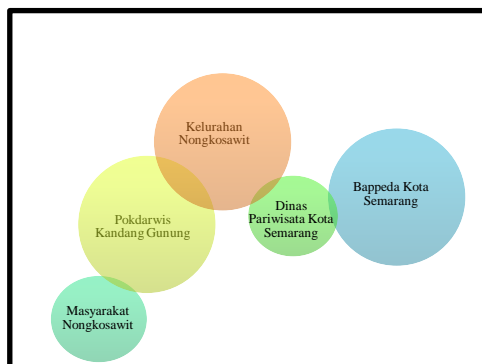 Kelurahan
Nongkosawit
Bappeda Kota
Semarang
Dinas
Pariwisata Kota
Semarang
Pokdarwis
Kandang Gunung
Masyarakat
Nongkosawit